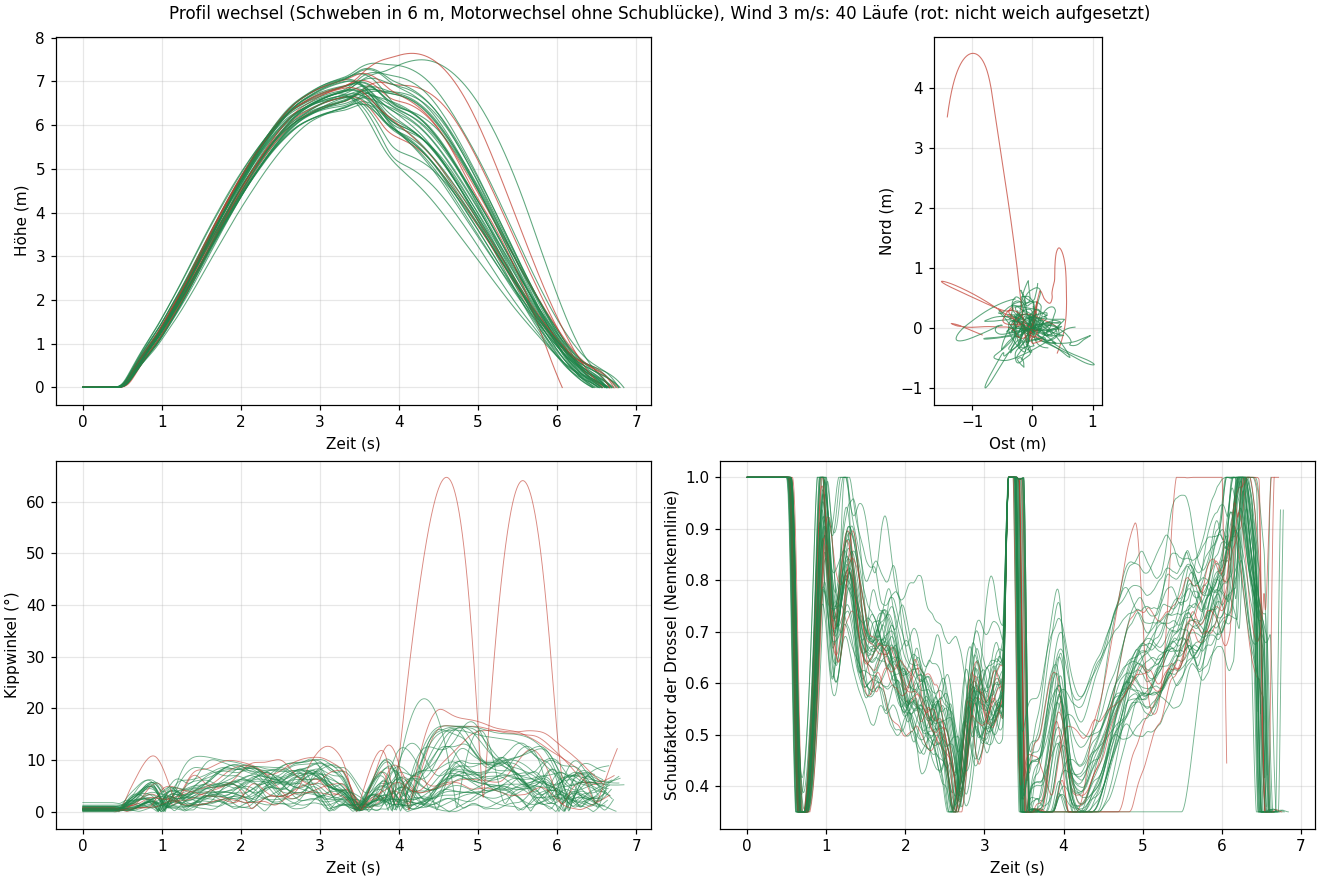 Profil wechsel (Schweben in 6 m, Motorwechsel ohne Schublücke), Wind 3 m/s: 40 Läufe (rot: nicht weich aufgesetzt)
8
7
6
5
4
3
2
1
0
Höhe (m)
0 1 2 3 4 5 6 7
Zeit (s)
4
3
2
1
0
−1
Nord (m)
−1 0 1
Ost (m)
60
50
40
30
20
10
0
Kippwinkel (°)
0 1 2 3 4 5 6 7
Zeit (s)
1.0
0.9
0.8
0.7
0.6
0.5
0.4
Schubfaktor der Drossel (Nennkennlinie)
0 1 2 3 4 5 6 7
Zeit (s)